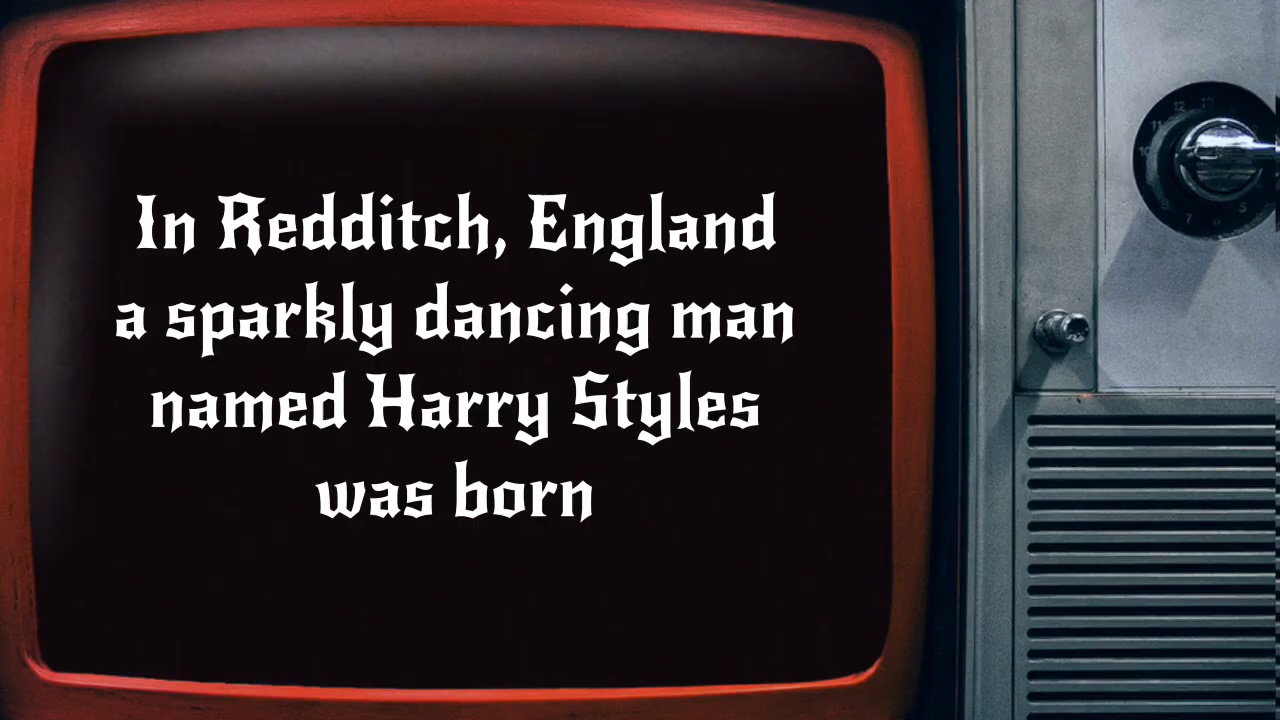 In Redditch, England
a sparkly dancing man
named Harry Styles
was born